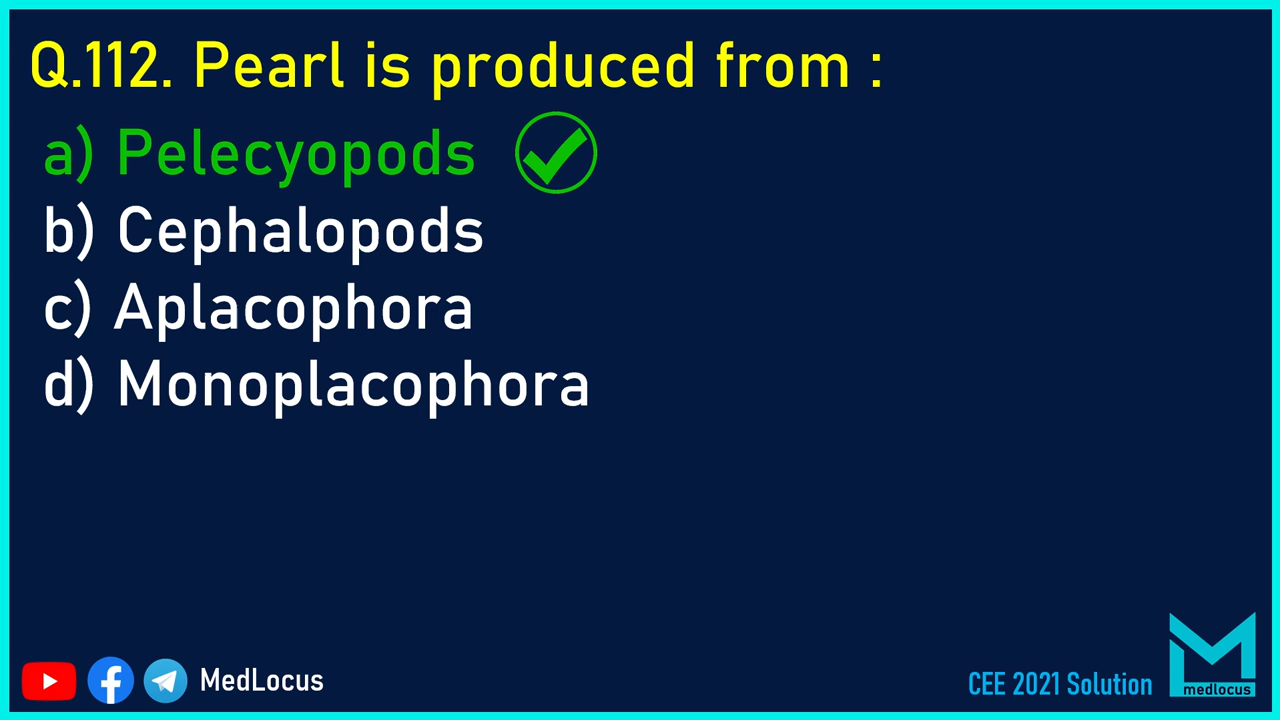 Q.112. Pearl is produced from :
a) Pelecyopods
b) Cephalopods
c) Aplacophora
d) Monoplacophora
MedLocus
CEE 2021 Solution
medlocus